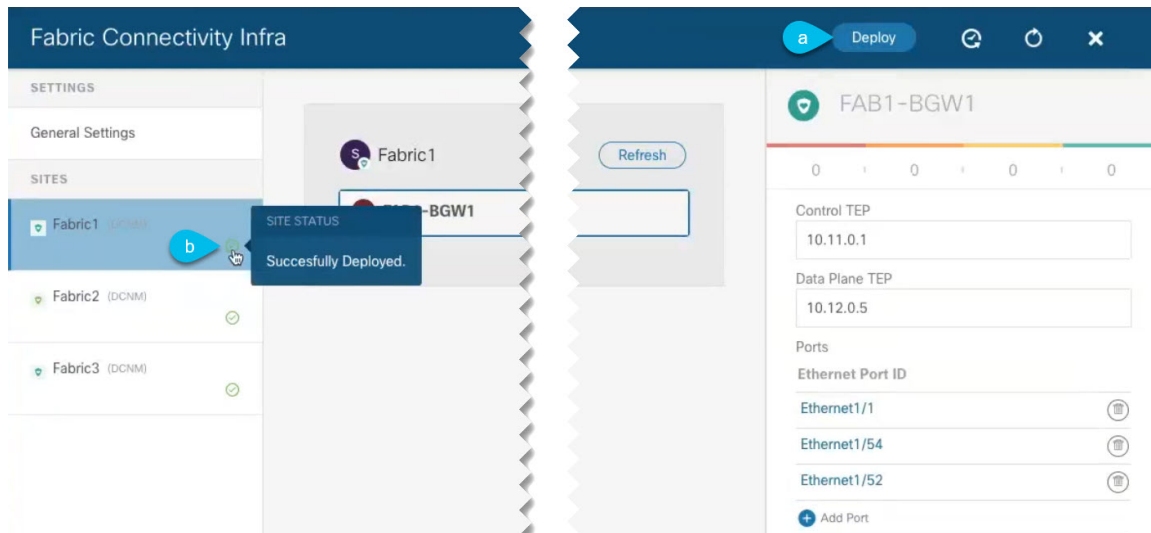 Fabric Connectivity Infra
a
Deploy
SETTINGS
General Settings
SITES
Fabric1
b
SITE STATUS
Succesfully Deployed.
Fabric2 (DCNM)
Fabric3 (DCNM)
S
Fabric1
Refresh
-BGW1
FAB1-BGW1
0 0 0 0
Control TEP
10.11.0.1
Data Plane TEP
10.12.0.5
Ports
Ethernet Port ID
Ethernet1/1
Ethernet1/54
Ethernet1/52
Add Port